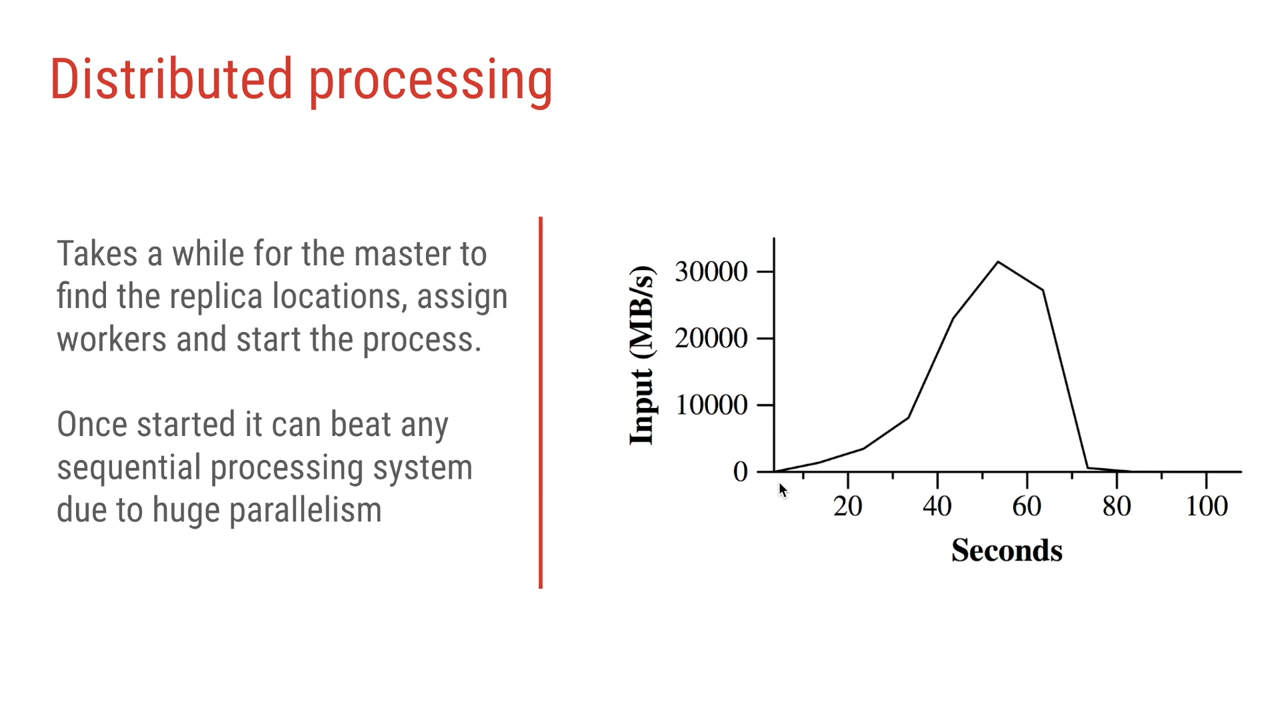 Distributed processing
Takes a while for the master to
find the replica locations, assign
workers and start the process.
Once started it can beat any
sequential processing system
due to huge parallelism
Input (MB/s)
30000
20000
10000
0
20 40 60 80 100
Seconds